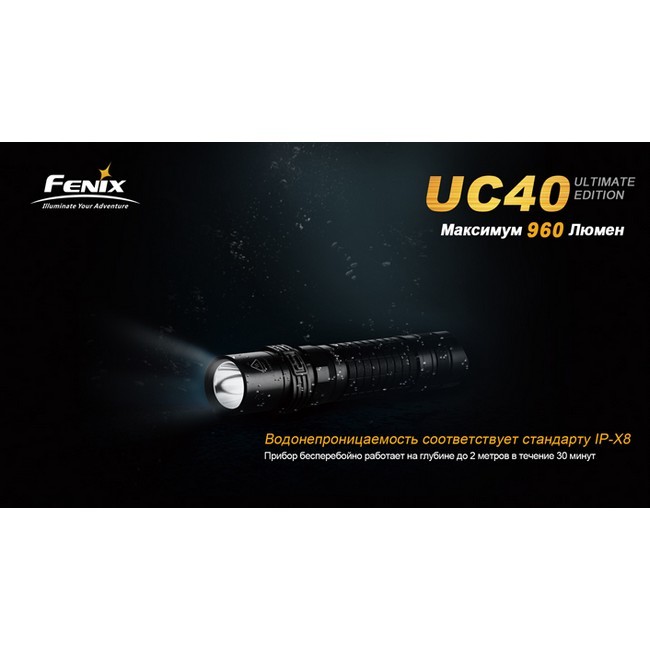 FENIX
Illuminate Your Adventure
UC40 ULTIMATE EDITION
Максимум 960 Люмен
Водонепроницаемость соответствует стандарту IP-X8
Прибор бесперебойно работает на глубине до 2 метров в течение 30 минут